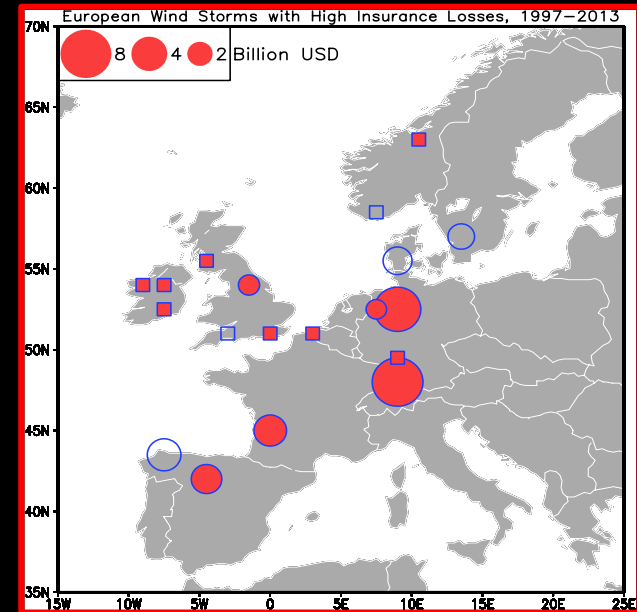 European Wind Storms with High Insurance Losses, 1997–2013
8 4 2 Billion USD
70N
65N
60N
55N
50N
45N
40N
35N
15W 10W 5W 0 5E 10E 15E 20E 25E